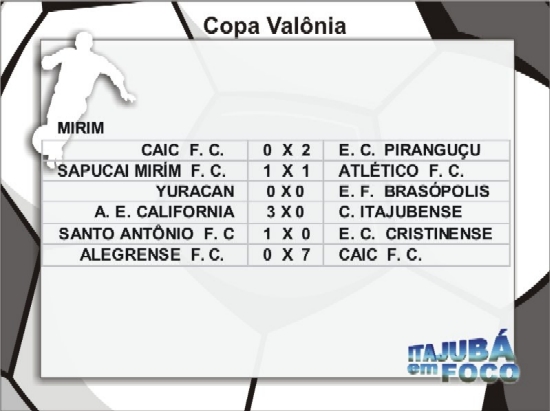 Copa Valônia
MIRIM
CAIC F. C. 0 X 2 E. C. PIRANGUÇU
SAPUCAI MIRÍM F. C. 1 X 1 ATLÉTICO F. C.
YURACAN 0 X 0 E. F. BRASÓPOLIS
A. E. CALIFORNIA 3 X 0 C. ITAJUBENSE
SANTO ANTÔNIO F. C 1 X 0 E. C. CRISTINENSE
ALEGRENSE F. C. 0 X 7 CAIC F. C.
ITAJUBÁ
em FOCO